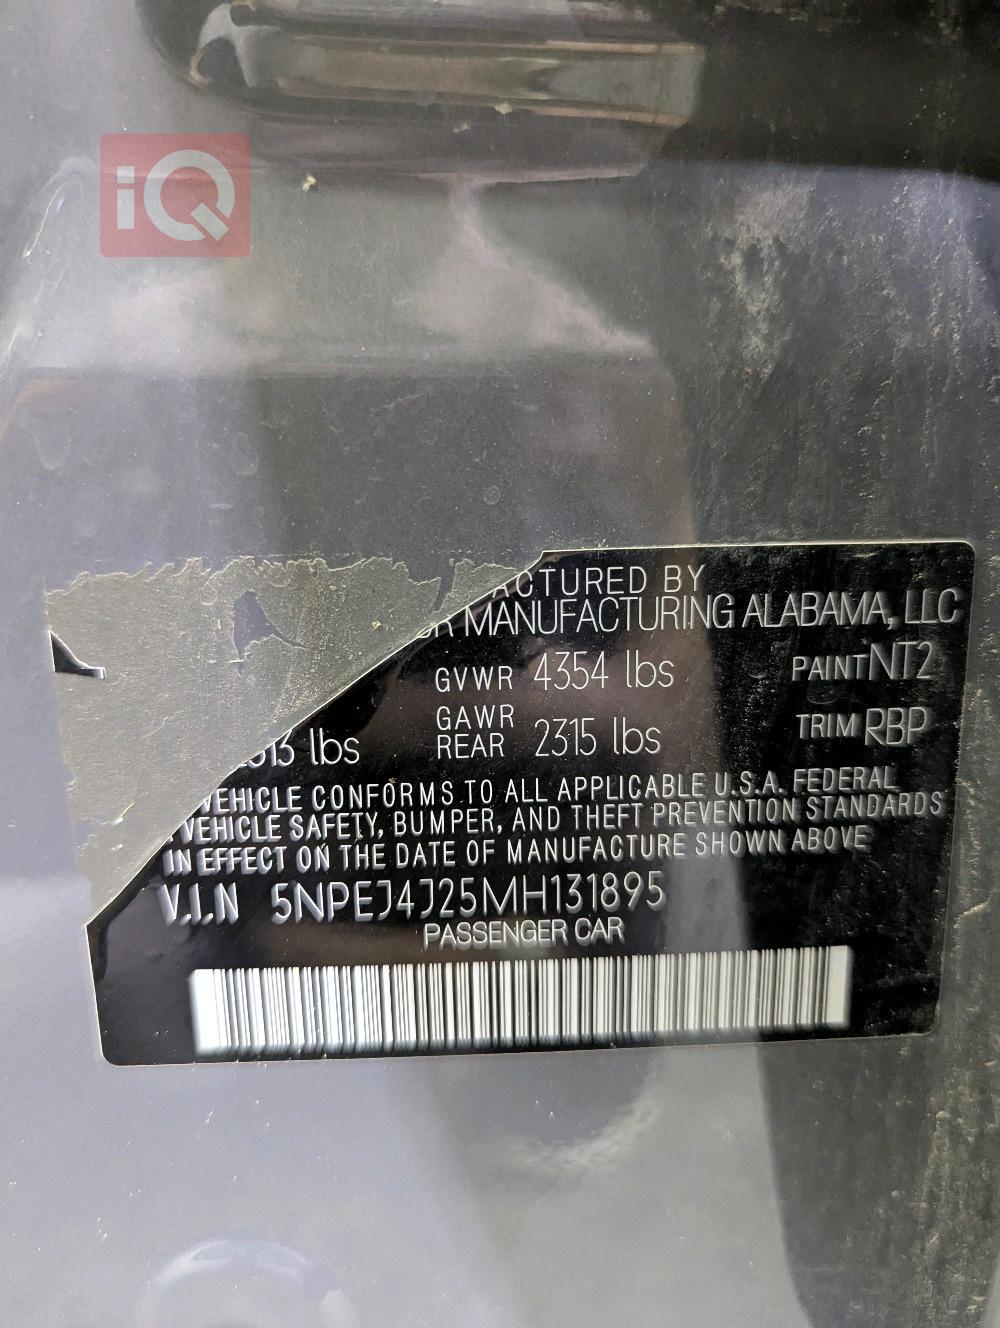 iQ
ACTURED BY
MANUFACTURING ALABAMA, LLC
GVWR 4354 lbs PAINT NT2
lbs GAWR REAR 2315 lbs TRIM RBP
VEHICLE CONFORMS TO ALL APPLICABLE U.S.A. FEDERAL
VEHICLE SAFETY, BUMPER, AND THEFT PREVENTION STANDARDS
IN EFFECT ON THE DATE OF MANUFACTURE SHOWN ABOVE
V.I.N 5NPEJ4J25MH131895
PASSENGER CAR